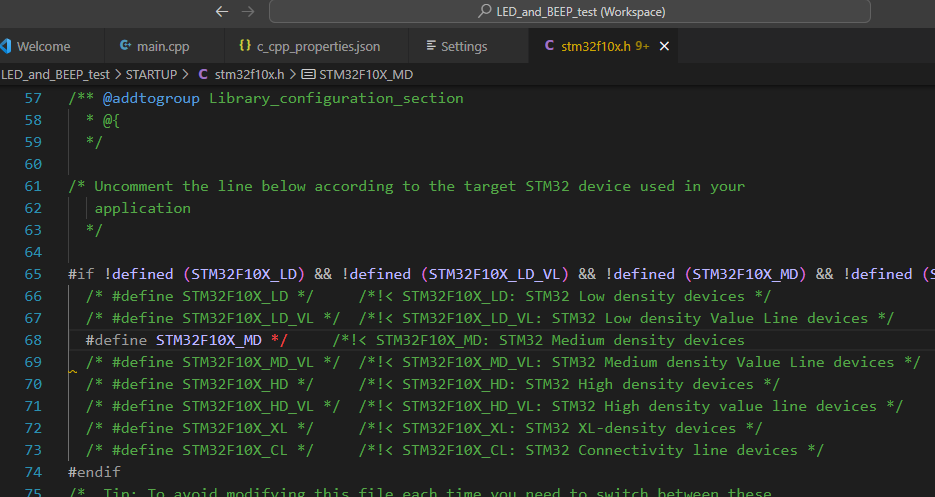 LED_and_BEEP_test (Workspace)
Welcome
main.cpp
{} c_cpp_properties.json
Settings
C stm32f10x.h 9+
LED_and_BEEP_test > STARTUP > C stm32f10x.h > STM32F10X_MD
57 /** @addtogroup Library_configuration_section
58 * @{
59 */
60
61 /* Uncomment the line below according to the target STM32 device used in your
62 application
63 */
64
65 #if !defined (STM32F10X_LD) && !defined (STM32F10X_LD_VL) && !defined (STM32F10X_MD) && !defined (S
66 /* #define STM32F10X_LD */ /*!< STM32F10X_LD: STM32 Low density devices */
67 /* #define STM32F10X_LD_VL */ /*!< STM32F10X_LD_VL: STM32 Low density Value Line devices */
68 #define STM32F10X_MD */ /*!< STM32F10X_MD: STM32 Medium density devices
69 /* #define STM32F10X_MD_VL */ /*!< STM32F10X_MD_VL: STM32 Medium density Value Line devices */
70 /* #define STM32F10X_HD */ /*!< STM32F10X_HD: STM32 High density devices */
71 /* #define STM32F10X_HD_VL */ /*!< STM32F10X_HD_VL: STM32 High density value line devices */
72 /* #define STM32F10X_XL */ /*!< STM32F10X_XL: STM32 XL-density devices */
73 /* #define STM32F10X_CL */ /*!< STM32F10X_CL: STM32 Connectivity line devices */
74 #endif
75 /* Tip: To avoid modifying this file each time you need to switch between these